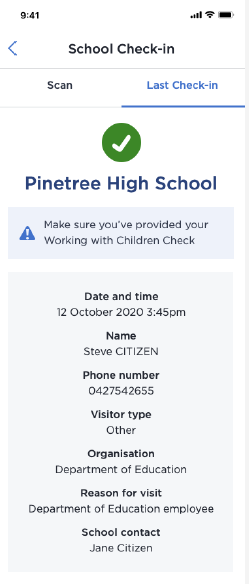 9:41
School Check-in
Scan
Last Check-in
Pinetree High School
Make sure you've provided your
Working with Children Check
Date and time
12 October 2020 3:45pm
Name
Steve CITIZEN
Phone number
0427542655
Visitor type
Other
Organisation
Department of Education
Reason for visit
Department of Education employee
School contact
Jane Citizen